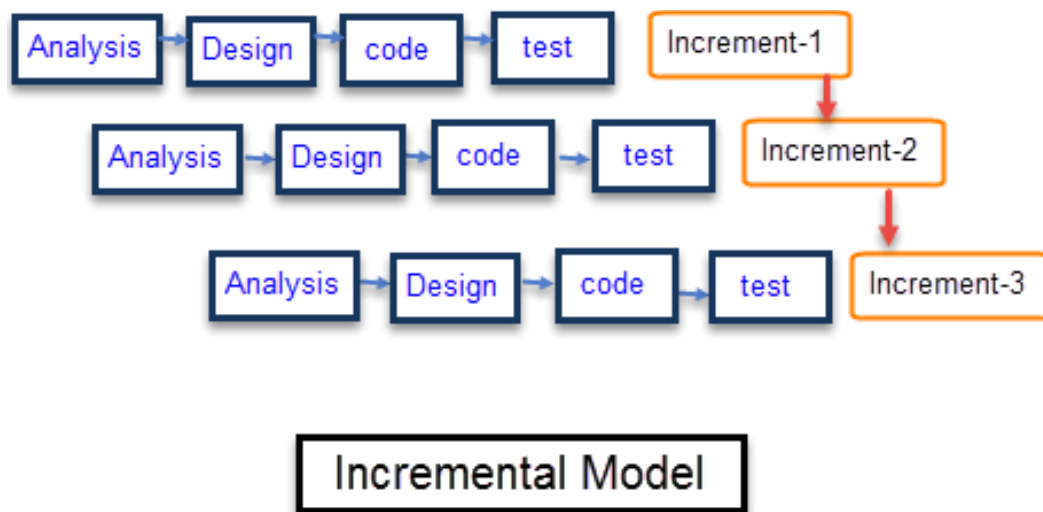 Analysis Design code test Increment-1
Analysis Design code test Increment-2
Analysis Design code test Increment-3
Incremental Model